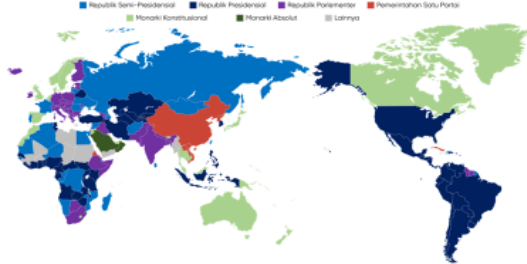 Republik Semi-Presidensial Republik Presidensial Republik Parlementer Pemerintahan Satu Partai
Monarki Konstitusional Monarki Absolut Lainnya